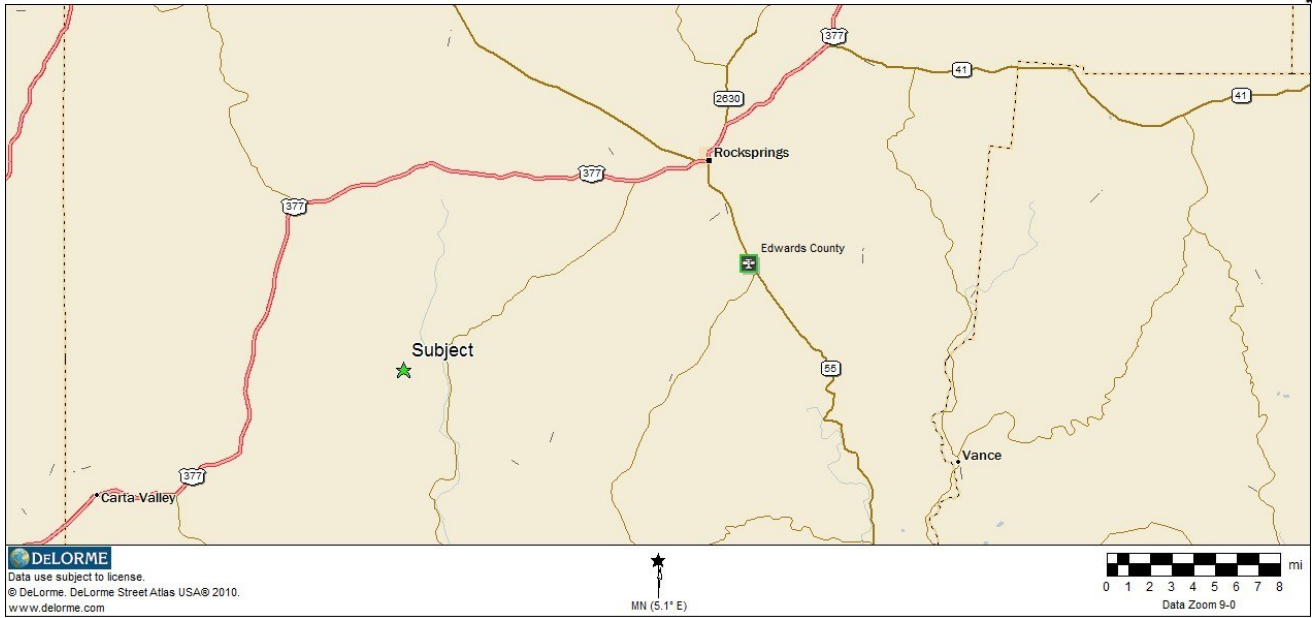 377
41
41
2630
Rocksprings
377
377
Edwards County
Subject
55
Vance
377
Carta Valley
DELORME
Data use subject to license.
© DeLorme. DeLorme Street Atlas USA® 2010.
www.delorme.com
MN (5.1° E)
mi
0 1 2 3 4 5 6 7 8
Data Zoom 9-0